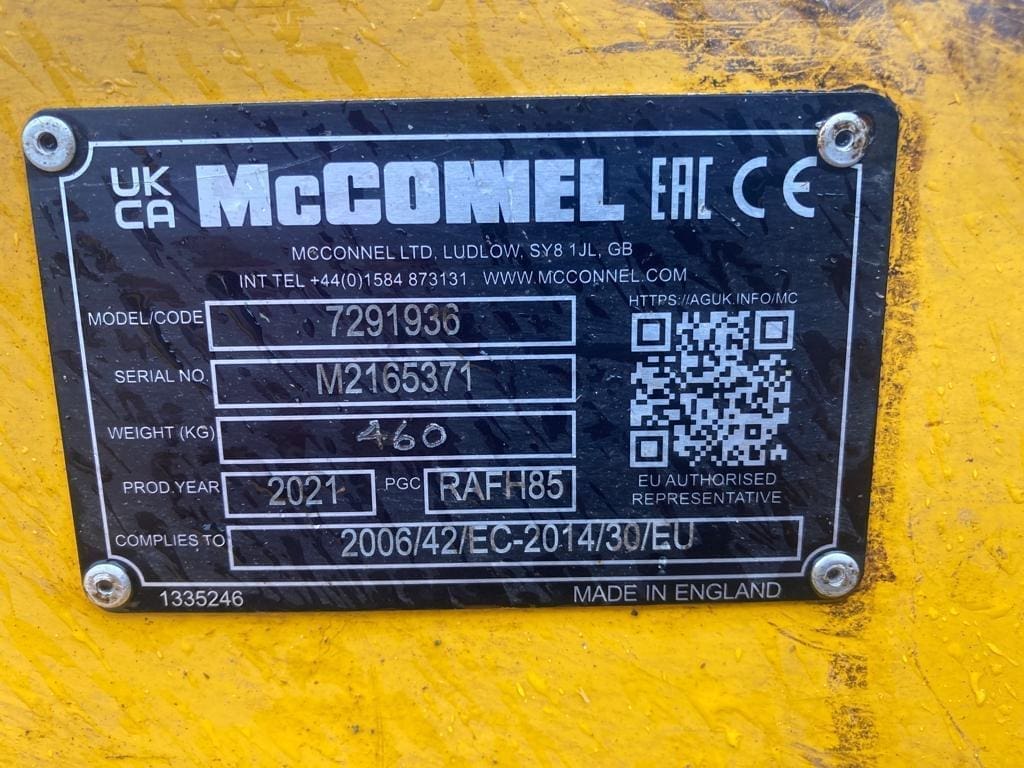 UK
CA McCONNEL EAC CE
MCCONNEL LTD, LUDLOW, SY8 1JL, GB
INT TEL +44(0)1584 873131 WWW.MCCONNEL.COM
HTTPS://AGUK.INFO/MC
MODEL/CODE 7291936
SERIAL NO. M2165371
WEIGHT (KG) 460
PROD.YEAR 2021 PGC RAFH85
EU AUTHORISED
REPRESENTATIVE
COMPLIES TO 2006/42/EC-2014/30/EU
1335246 MADE IN ENGLAND